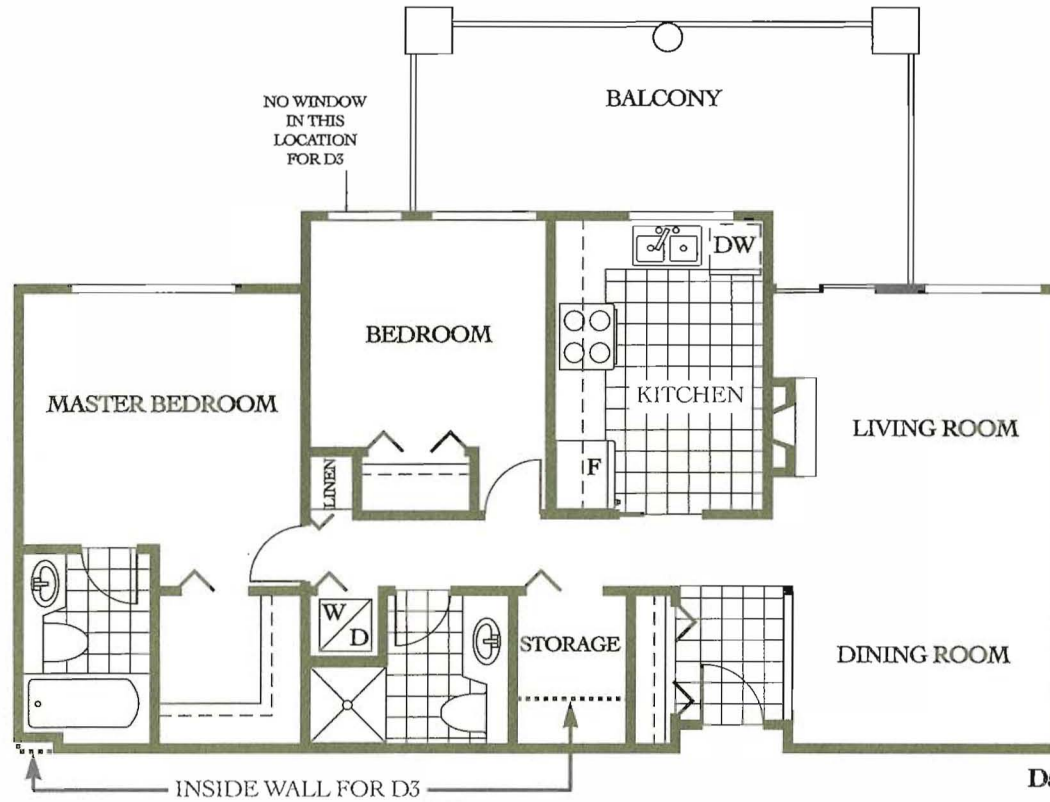 NO WINDOW
IN THIS
LOCATION
FOR D3
BALCONY
DW
BEDROOM
MASTER BEDROOM
KITCHEN
LIVING ROOM
LINEN
F
W
D
STORAGE
DINING ROOM
INSIDE WALL FOR D3